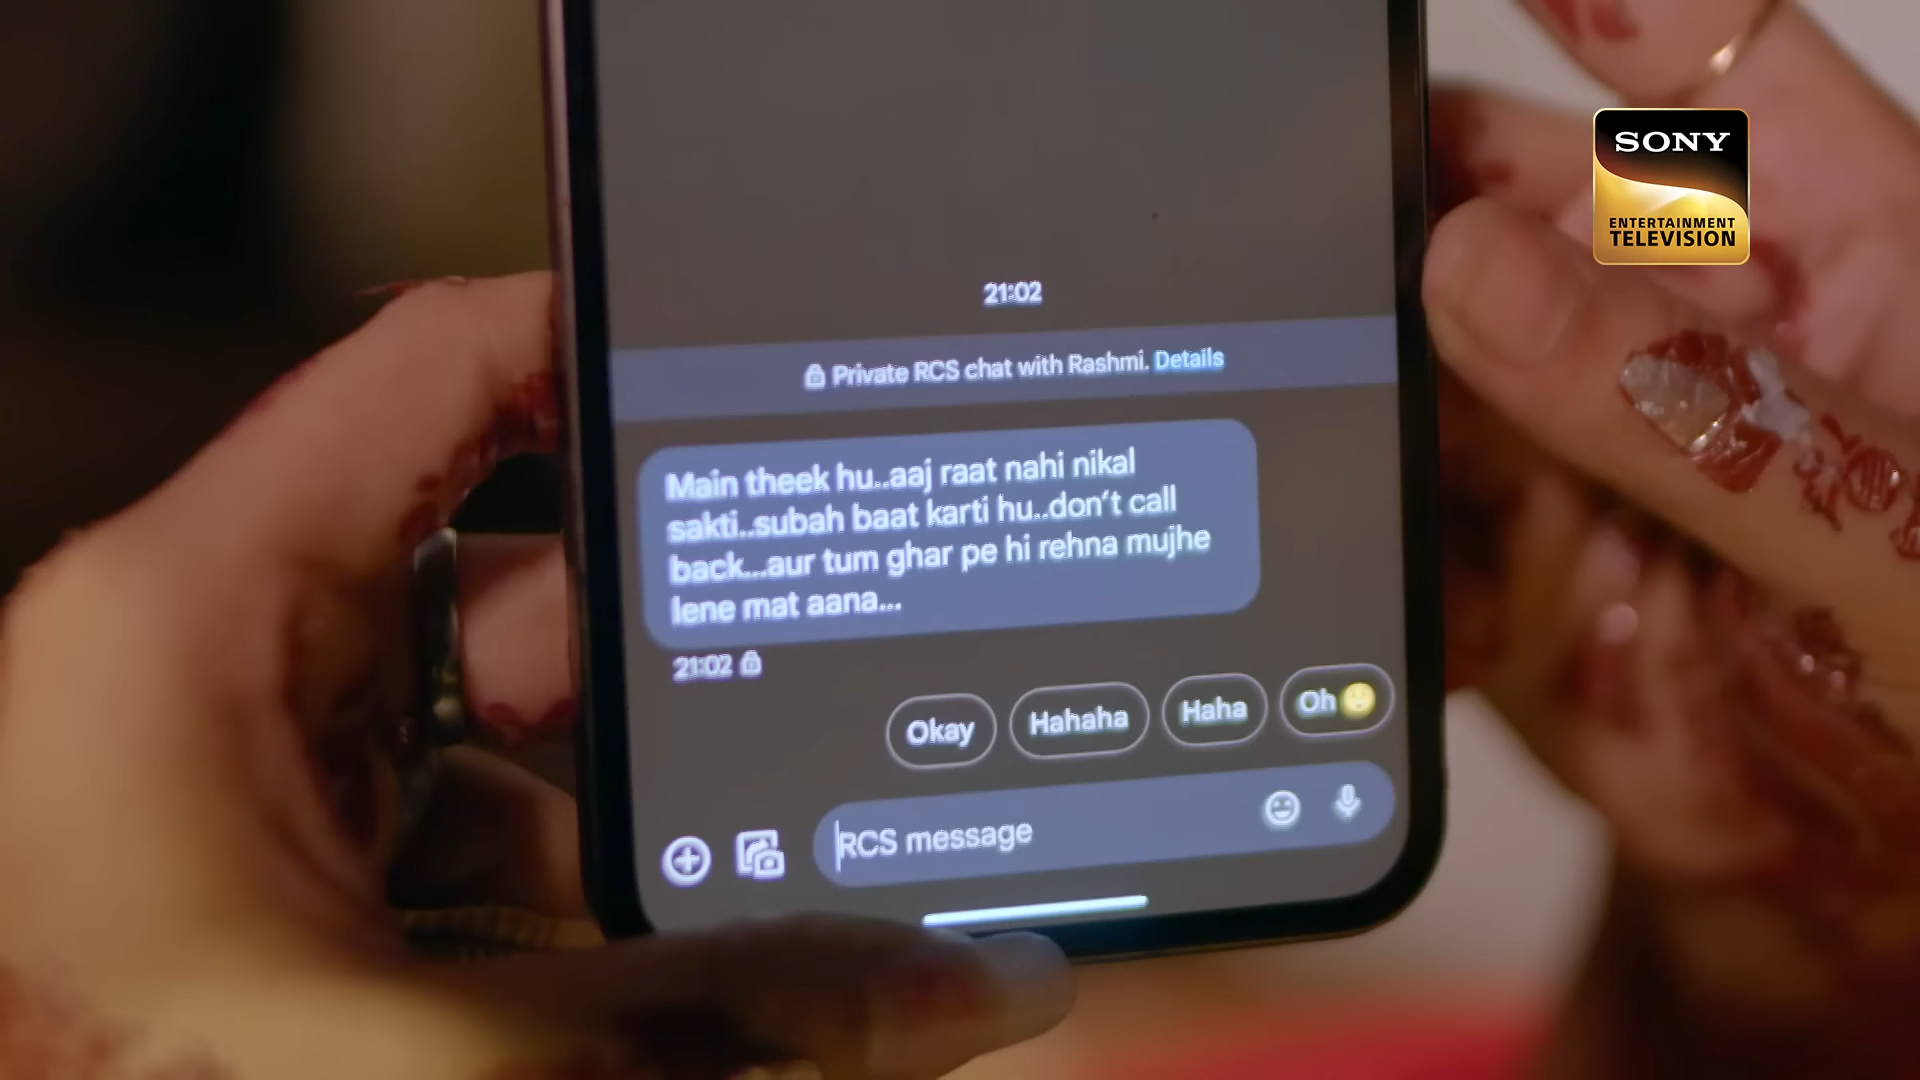 SONY
ENTERTAINMENT
TELEVISION
21:02
Private RCS chat with Rashmi. Details
Main theek hu..aaj raat nahi nikal
sakti..subah baat karti hu..don't call
back...aur tum ghar pe hi rehna mujhe
lene mat aana...
21:02
Okay
Hahaha
Haha
Oh
RCS message